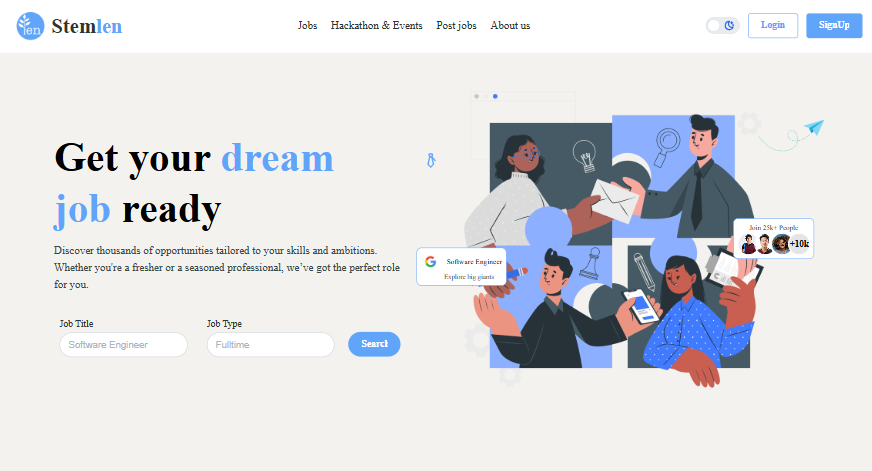 len Stemlen
Jobs Hackathon & Events Post jobs About us
Login SignUp
Get your dream
job ready
Discover thousands of opportunities tailored to your skills and ambitions.
Whether you're a fresher or a seasoned professional, we've got the perfect role
for you.
Job Title Job Type
Software Engineer Fulltime Search
Join 25k+ People
+10k
Software Engineer
Explore big giants